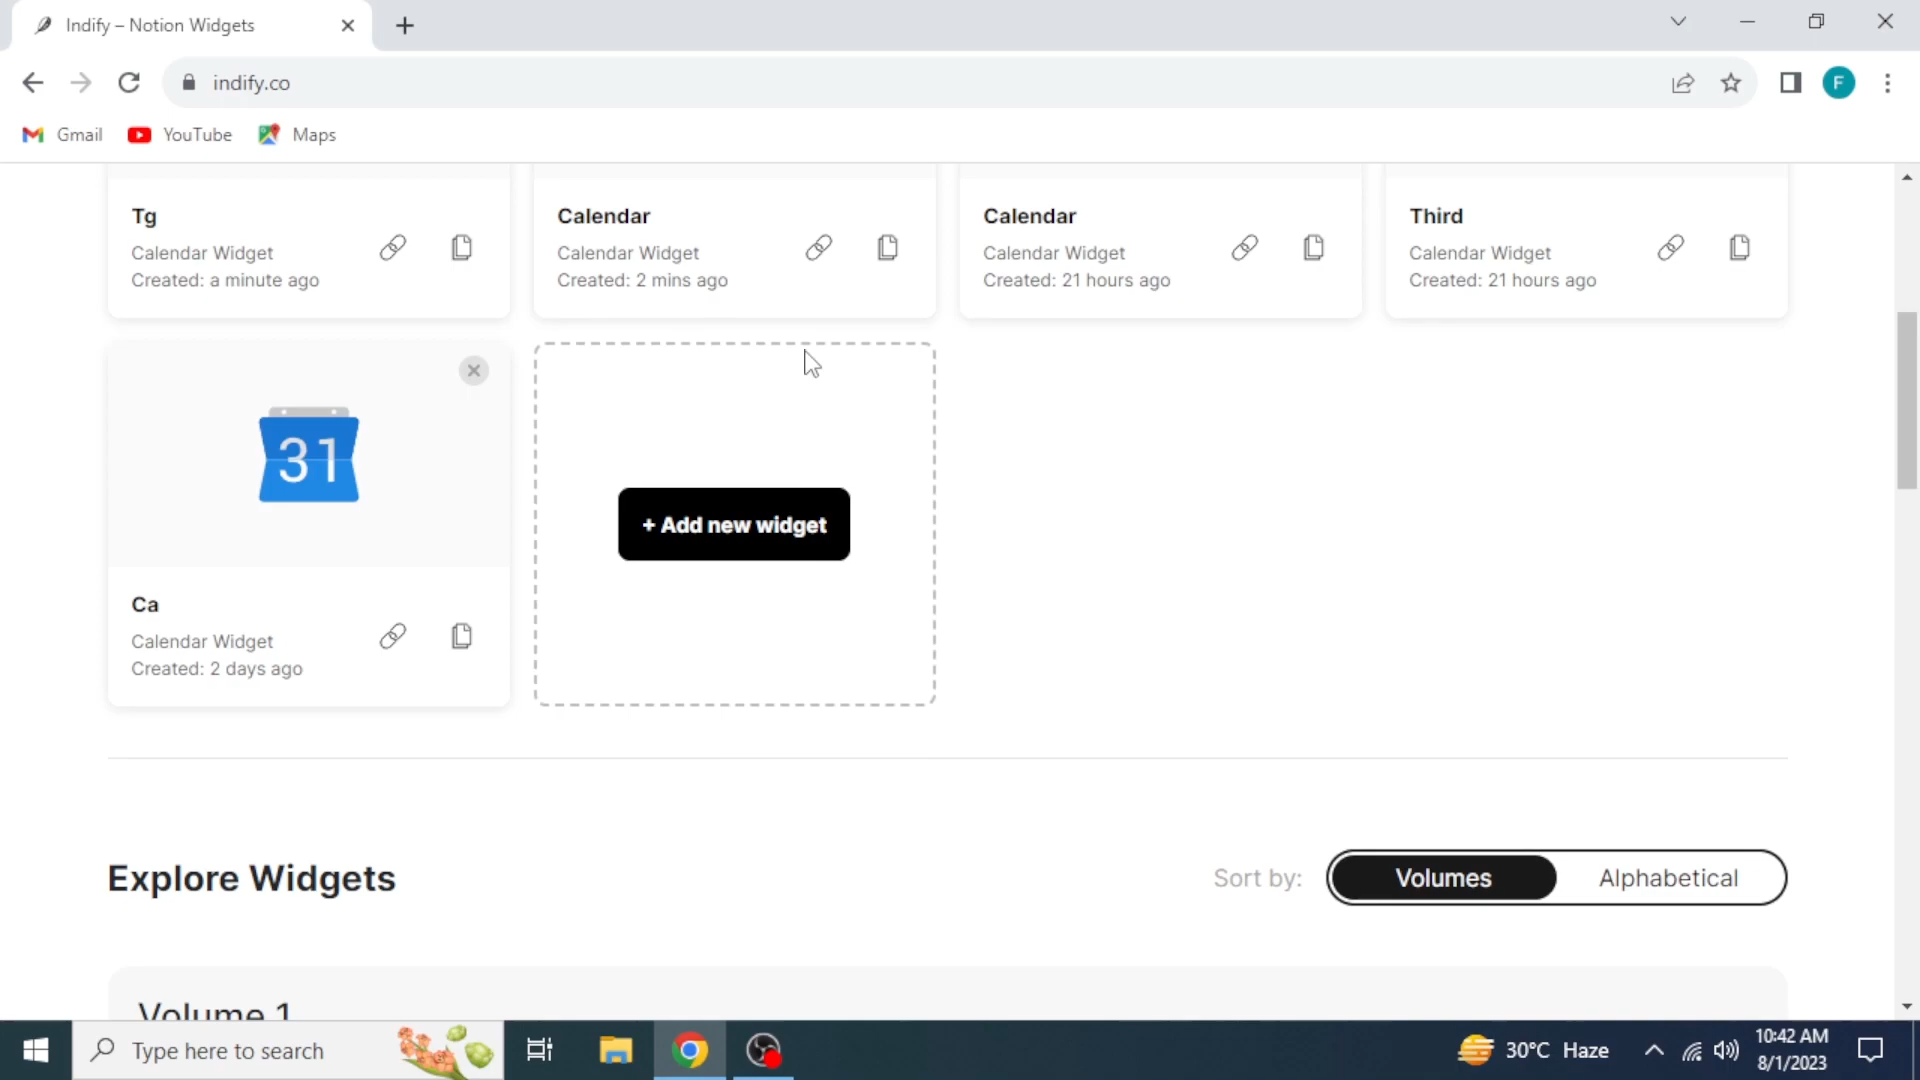 Indify – Notion Widgets
indify.co
F
Gmail YouTube Maps
Tg
Calendar Widget
Created: a minute ago
Calendar
Calendar Widget
Created: 2 mins ago
Calendar
Calendar Widget
Created: 21 hours ago
Third
Calendar Widget
Created: 21 hours ago
31
Ca
Calendar Widget
Created: 2 days ago
+ Add new widget
Explore Widgets
Sort by: Volumes Alphabetical
Volume 1
Type here to search
30°C Haze
10:42 AM
8/1/2023